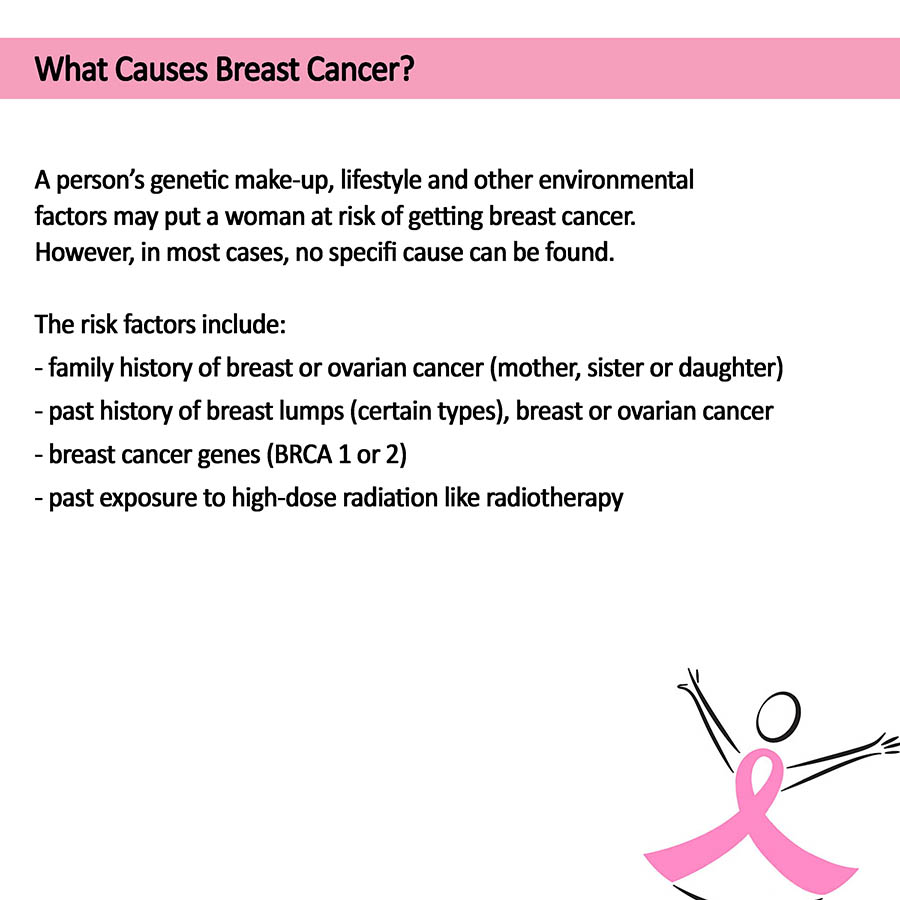 What Causes Breast Cancer?
A person’s genetic make-up, lifestyle and other environmental
factors may put a woman at risk of getting breast cancer.
However, in most cases, no specifi cause can be found.
The risk factors include:
- family history of breast or ovarian cancer (mother, sister or daughter)
- past history of breast lumps (certain types), breast or ovarian cancer
- breast cancer genes (BRCA 1 or 2)
- past exposure to high-dose radiation like radiotherapy